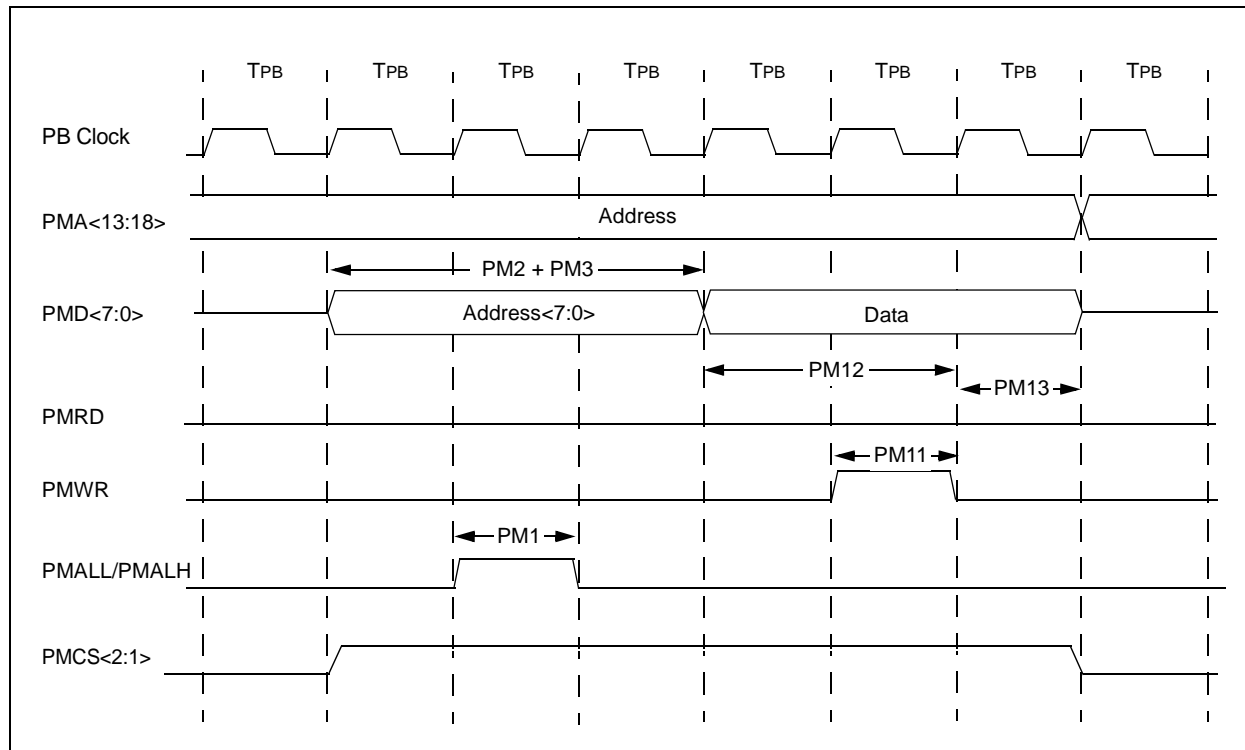 TPB TPB TPB TPB TPB TPB TPB TPB
PB Clock
PMA<13:18>
Address
PM2 + PM3
PMD<7:0>
Address<7:0>
Data
PM12
PM13
PMRD
PM11
PMWR
PM1
PMALL/PMALH
PMCS<2:1>